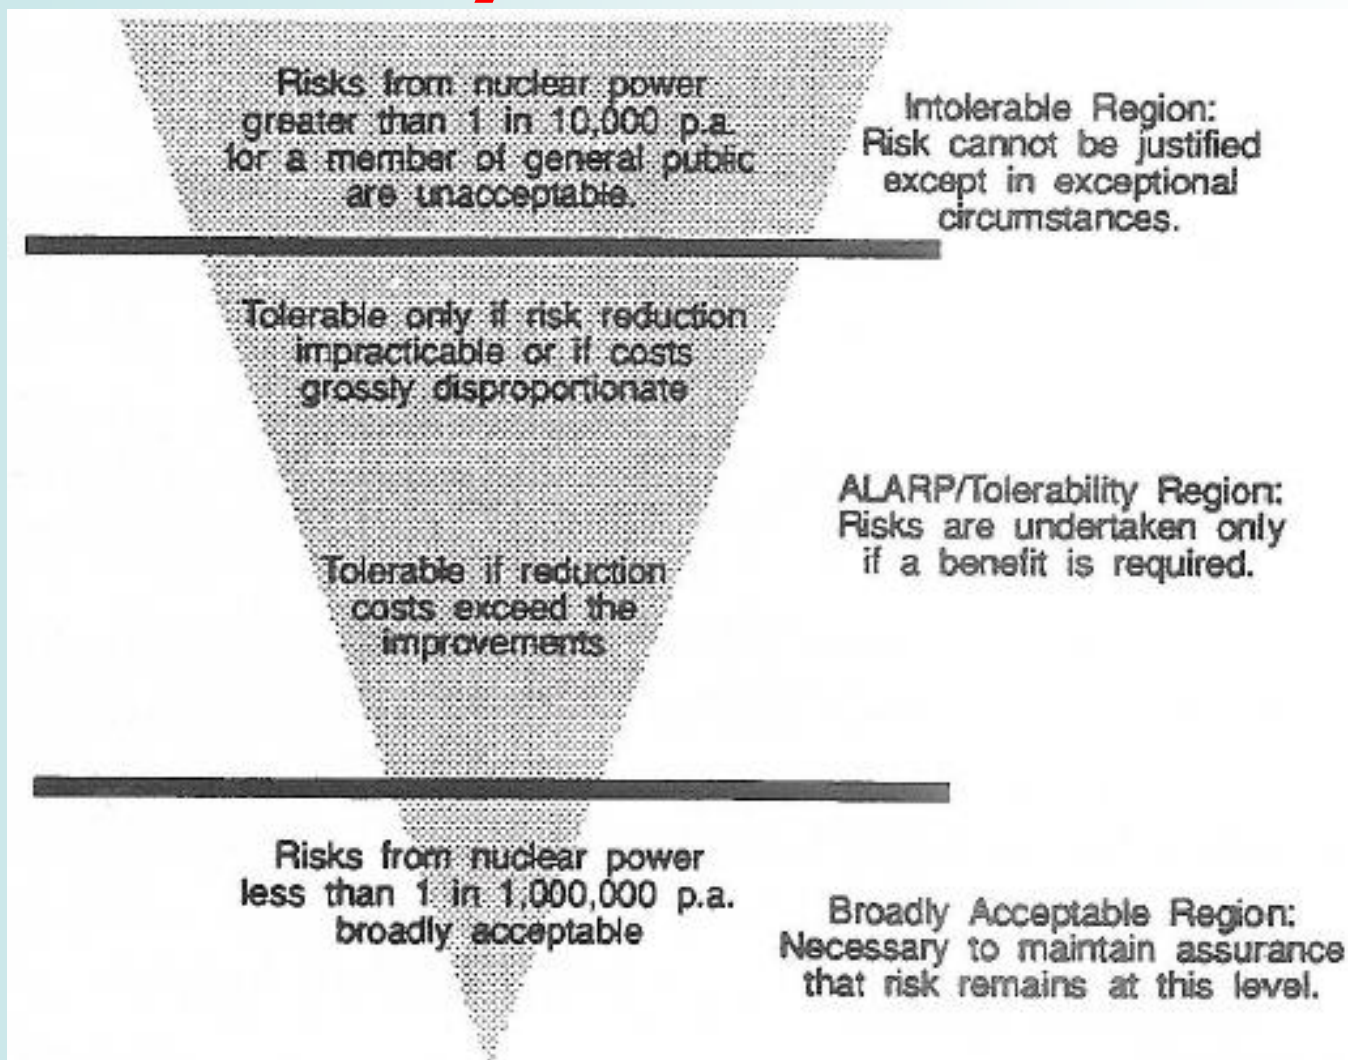 Risks from nuclear power
greater than 1 in 10,000 p.a.
for a member of general public
are unacceptable.
Intolerable Region:
Risk cannot be justified
except in exceptional
circumstances.
Tolerable only if risk reduction
impracticable or if costs
grossly disproportionate
ALARP/Tolerability Region:
Risks are undertaken only
if a benefit is required.
Tolerable if reduction
costs exceed the
improvements
Risks from nuclear power
less than 1 in 1,000,000 p.a.
broadly acceptable
Broadly Acceptable Region:
Necessary to maintain assurance
that risk remains at this level.